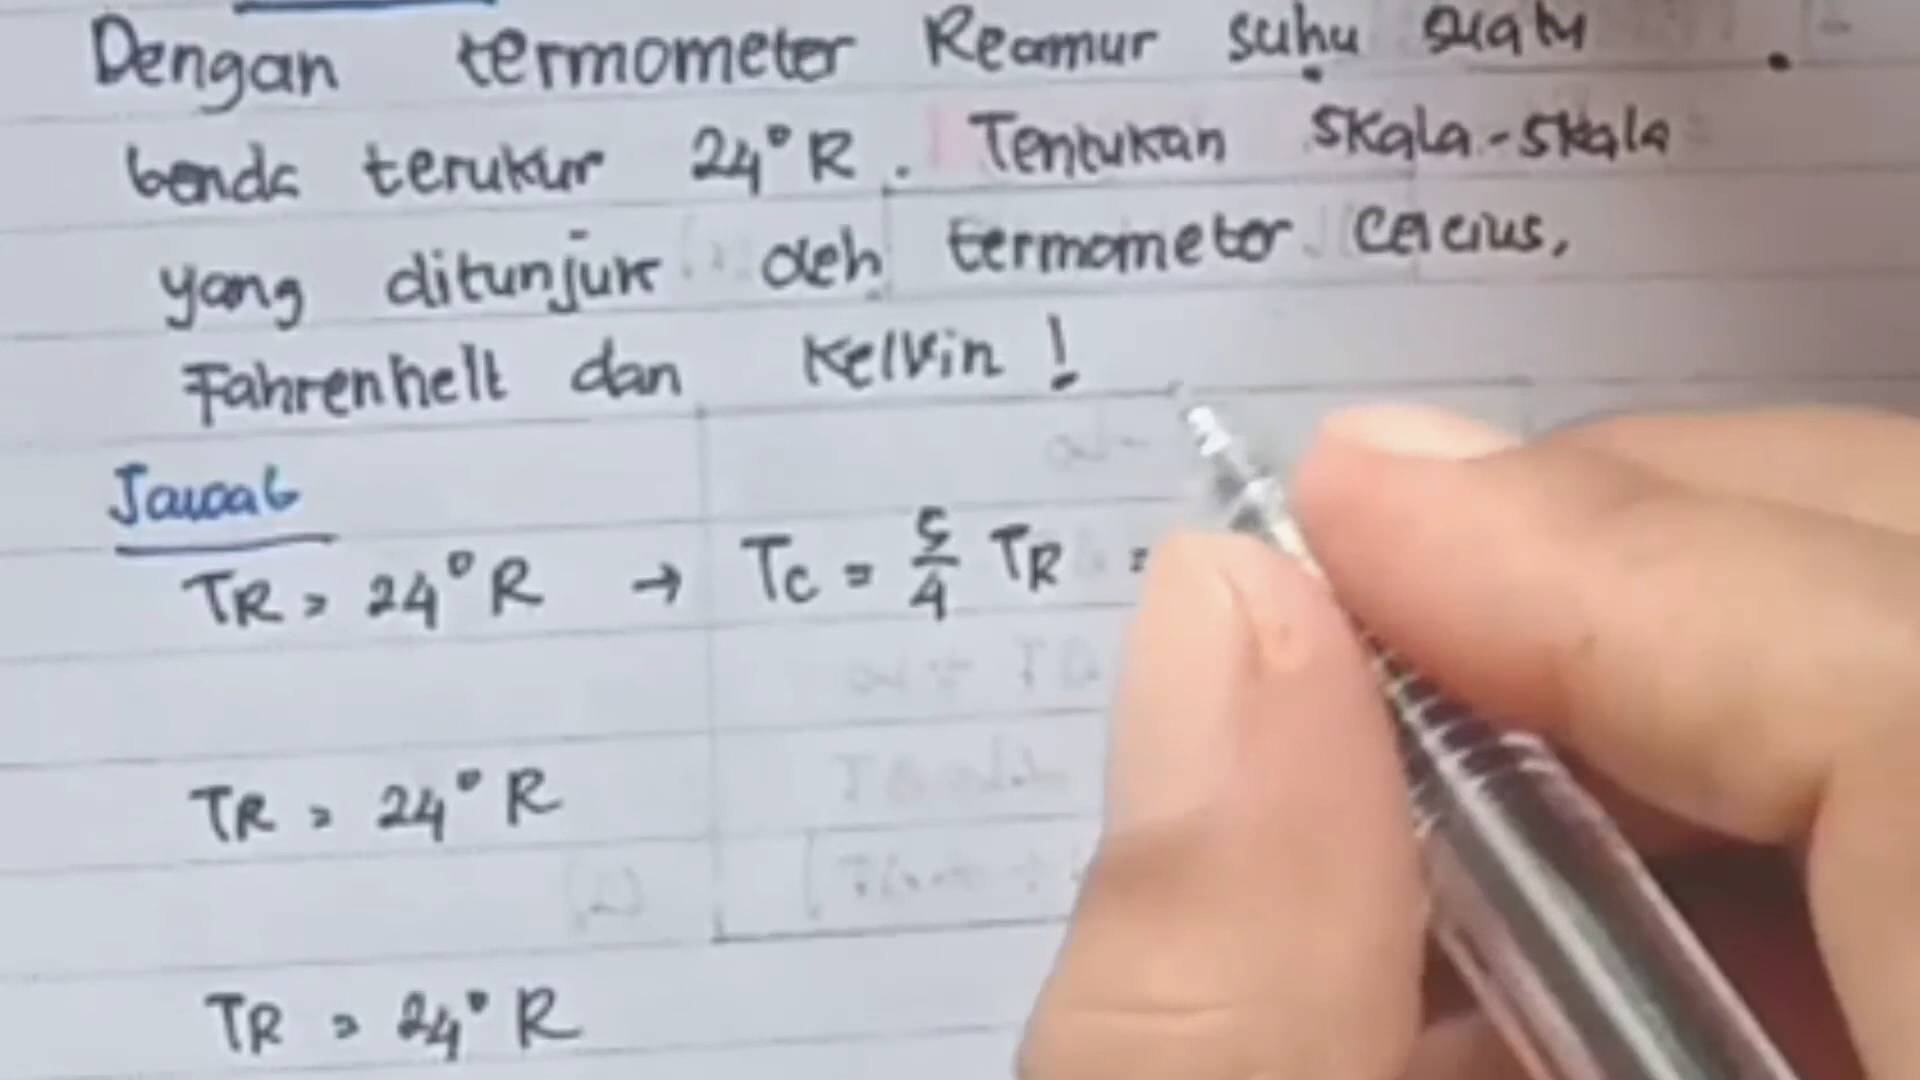 Dengan termometer Reamur suhu suatu
benda terukur 24°R. Tentukan skala-skala
yang ditunjuk oleh termometer Celcius,
Fahrenhelt dan Kelvin!
Jawab
TR = 24°R → TC = 5/4 TR =
TR = 24°R
TR = 24°R